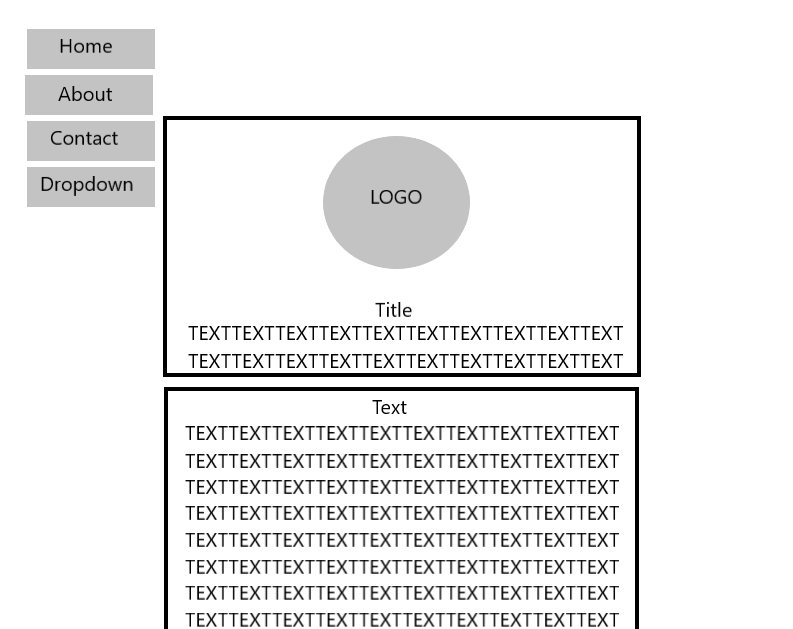 Home
About
Contact
Dropdown
LOGO
Title
TEXTTEXTTEXTTEXTTEXTTEXTTEXTTEXTTEXTTEXT
TEXTTEXTTEXTTEXTTEXTTEXTTEXTTEXTTEXTTEXT
Text
TEXTTEXTTEXTTEXTTEXTTEXTTEXTTEXTTEXTTEXT
TEXTTEXTTEXTTEXTTEXTTEXTTEXTTEXTTEXTTEXT
TEXTTEXTTEXTTEXTTEXTTEXTTEXTTEXTTEXTTEXT
TEXTTEXTTEXTTEXTTEXTTEXTTEXTTEXTTEXTTEXT
TEXTTEXTTEXTTEXTTEXTTEXTTEXTTEXTTEXTTEXT
TEXTTEXTTEXTTEXTTEXTTEXTTEXTTEXTTEXTTEXT
TEXTTEXTTEXTTEXTTEXTTEXTTEXTTEXTTEXTTEXT
TEXTTEXTTEXTTEXTTEXTTEXTTEXTTEXTTEXTTEXT